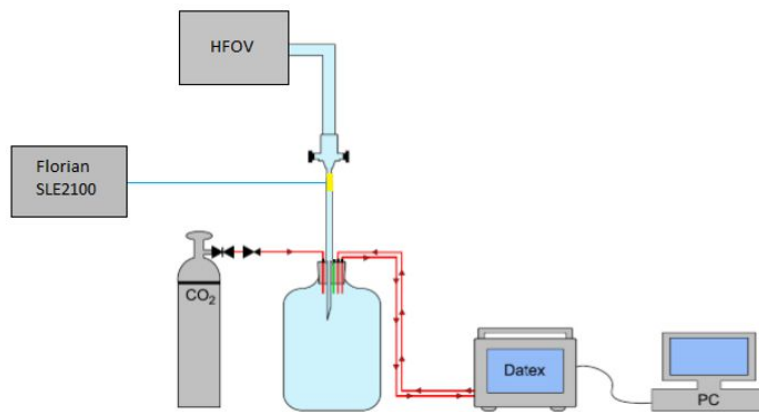 HFOV
Florian
SLE2100
CO₂
Datex
PC